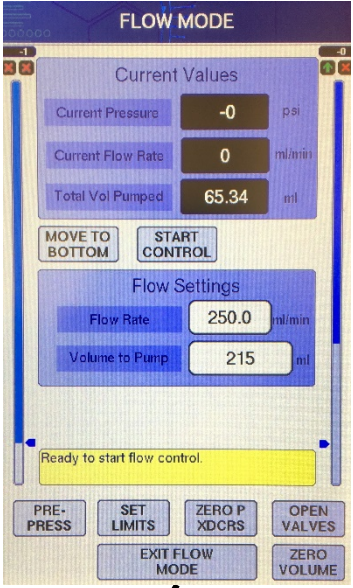 FLOW MODE
-1
-0
Current Values
Current Pressure -0 psi
Current Flow Rate 0 ml/min
Total Vol Pumped 65.34 ml
MOVE TO
BOTTOM
START
CONTROL
Flow Settings
Flow Rate 250.0 ml/min
Volume to Pump 215 ml
Ready to start flow control.
PRE-
PRESS
SET
LIMITS
ZERO P
XDCRS
OPEN
VALVES
EXIT FLOW
MODE
ZERO
VOLUME